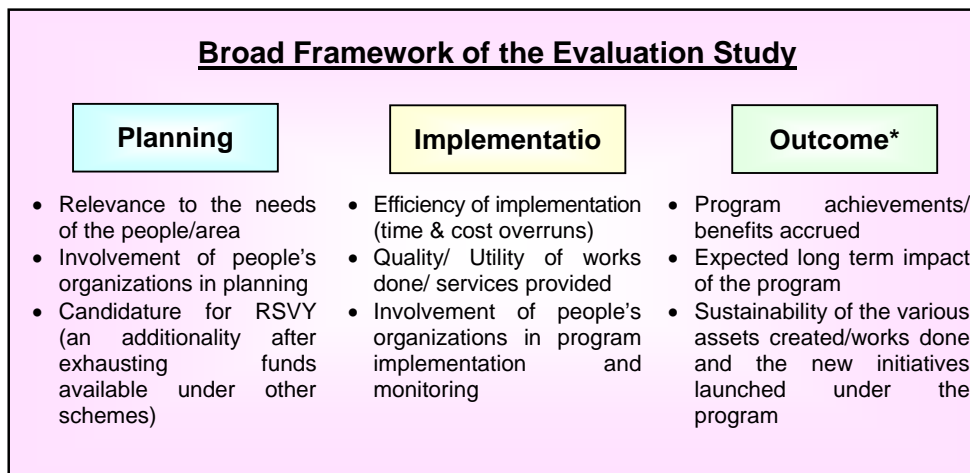 Broad Framework of the Evaluation Study
Planning
Implementatio
Outcome*
• Relevance to the needs
of the people/area
• Involvement of people's
organizations in planning
• Candidature for RSVY
(an additionality after
exhausting funds
available under other
schemes)
• Efficiency of implementation
(time & cost overruns)
• Quality/ Utility of works
done/ services provided
• Involvement of people's
organizations in program
implementation and
monitoring
• Program achievements/
benefits accrued
• Expected long term impact
of the program
• Sustainability of the various
assets created/works done
and the new initiatives
launched under the
program